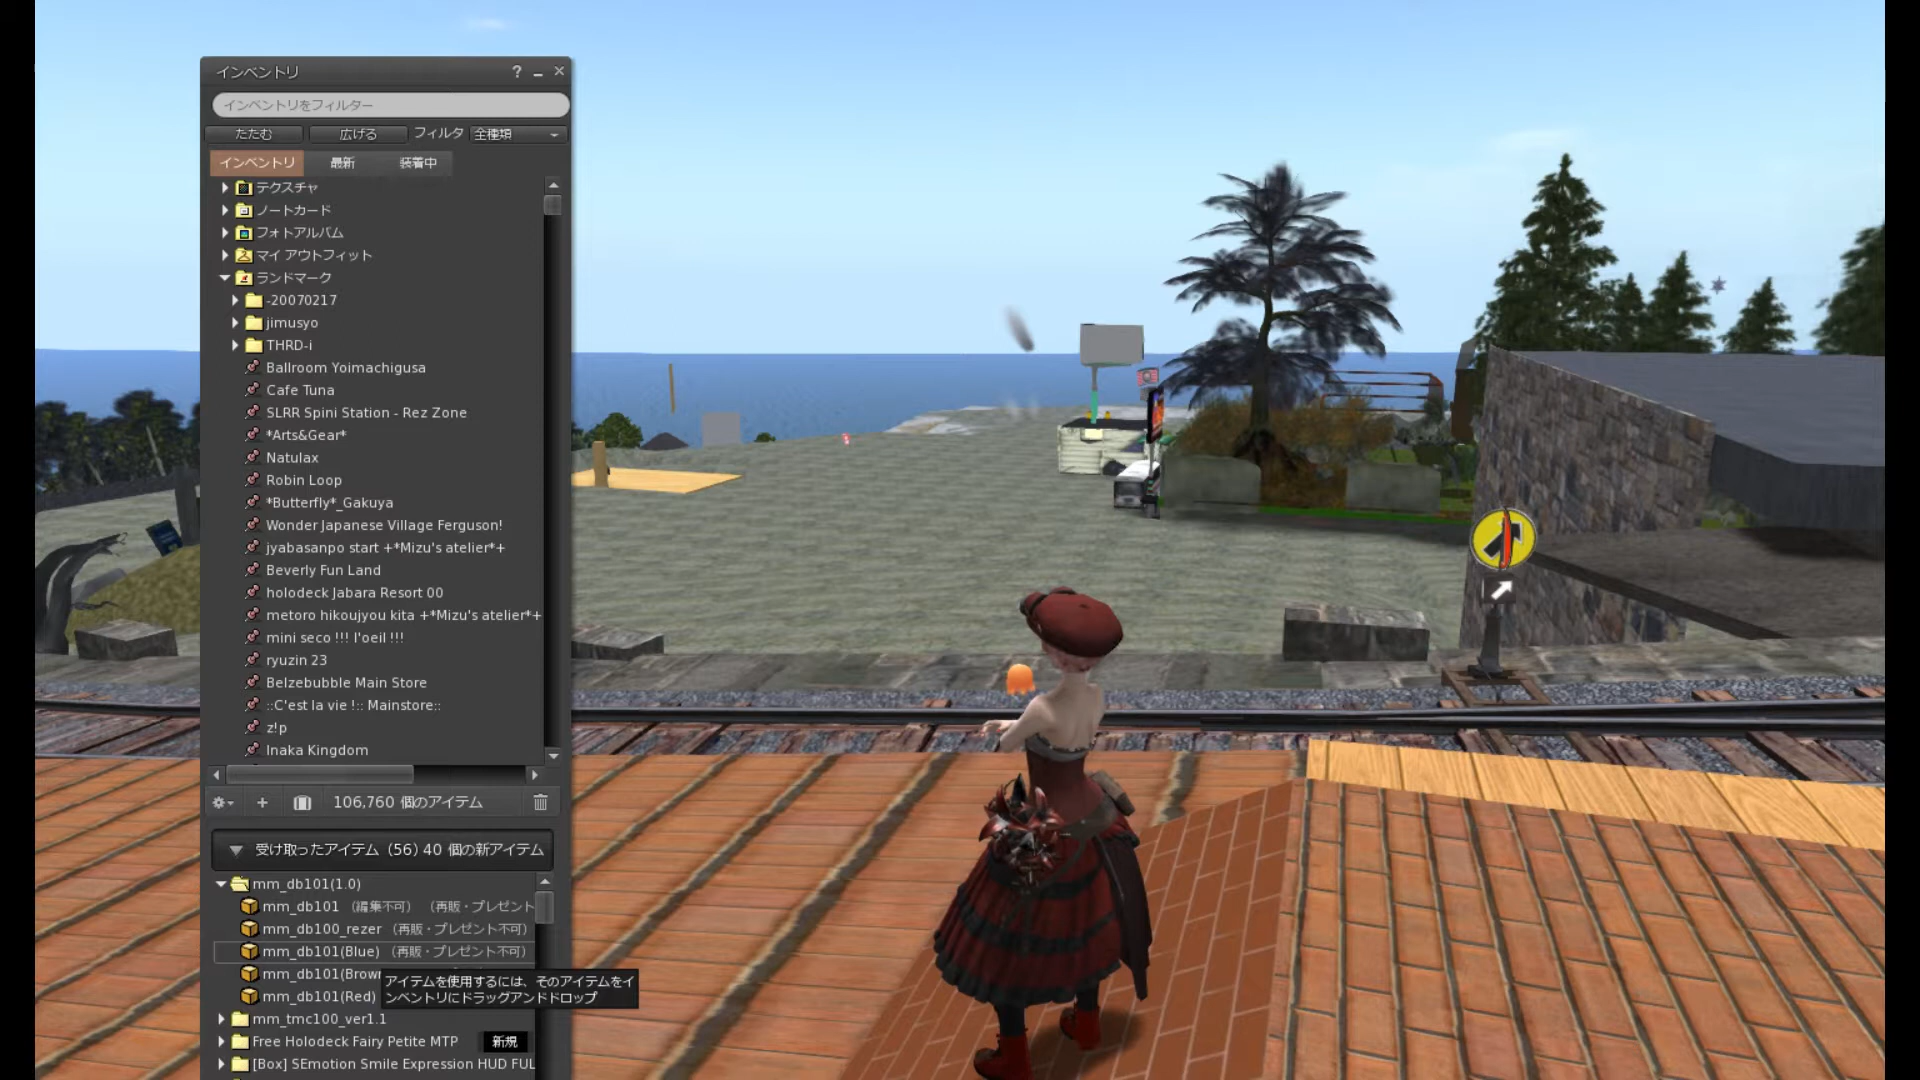 インベントリ
インベントリをフィルター
たたむ 広げる フィルタ 全種類
インベントリ 最新 装着中
テクスチャ
ノートカード
フォトアルバム
マイ アウトフィット
ランドマーク
-20070217
jimusyo
THRD-i
Ballroom Yoimachigusa
Cafe Tuna
SLRR Spini Station - Rez Zone
*Arts&Gear*
Natulax
Robin Loop
*Butterfly*_Gakuya
Wonder Japanese Village Ferguson!
jyabasanpo start +*Mizu's atelier*+
Beverly Fun Land
holodeck Jabara Resort 00
metoro hikoujyou kita +*Mizu's atelier*+
mini seco !!! l'oeil !!!
ryuzin 23
Belzebubble Main Store
::C'est la vie !:: Mainstore::
z!p
Inaka Kingdom
106,760 個のアイテム
受け取ったアイテム (56) 40 個の新アイテム
mm_db101(1.0)
mm_db101 (編集不可) (再販・プレゼント
mm_db100_rezer (再販・プレゼント不可)
mm_db101(Blue) (再販・プレゼント不可)
mm_db101(Brown
mm_db101(Red)
アイテムを使用するには、そのアイテムをイ
ンベントリにドラッグアンドドロップ
mm_tmc100_ver1.1
Free Holodeck Fairy Petite MTP 新規
[Box] SEmotion Smile Expression HUD FUL